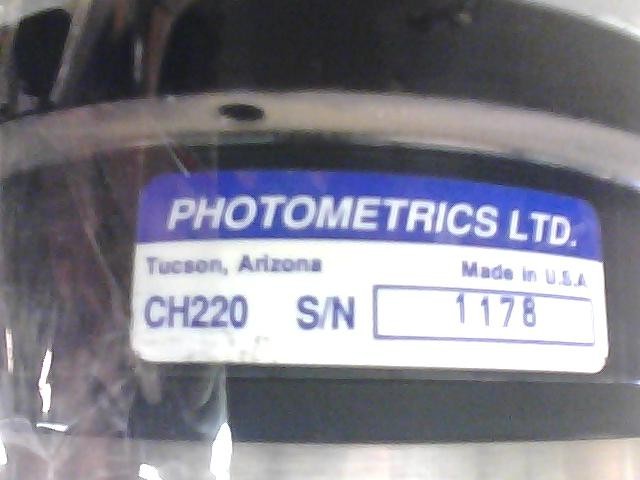 PHOTOMETRICS LTD.
Tucson, Arizona Made in U.S.A
CH220 S/N 1178